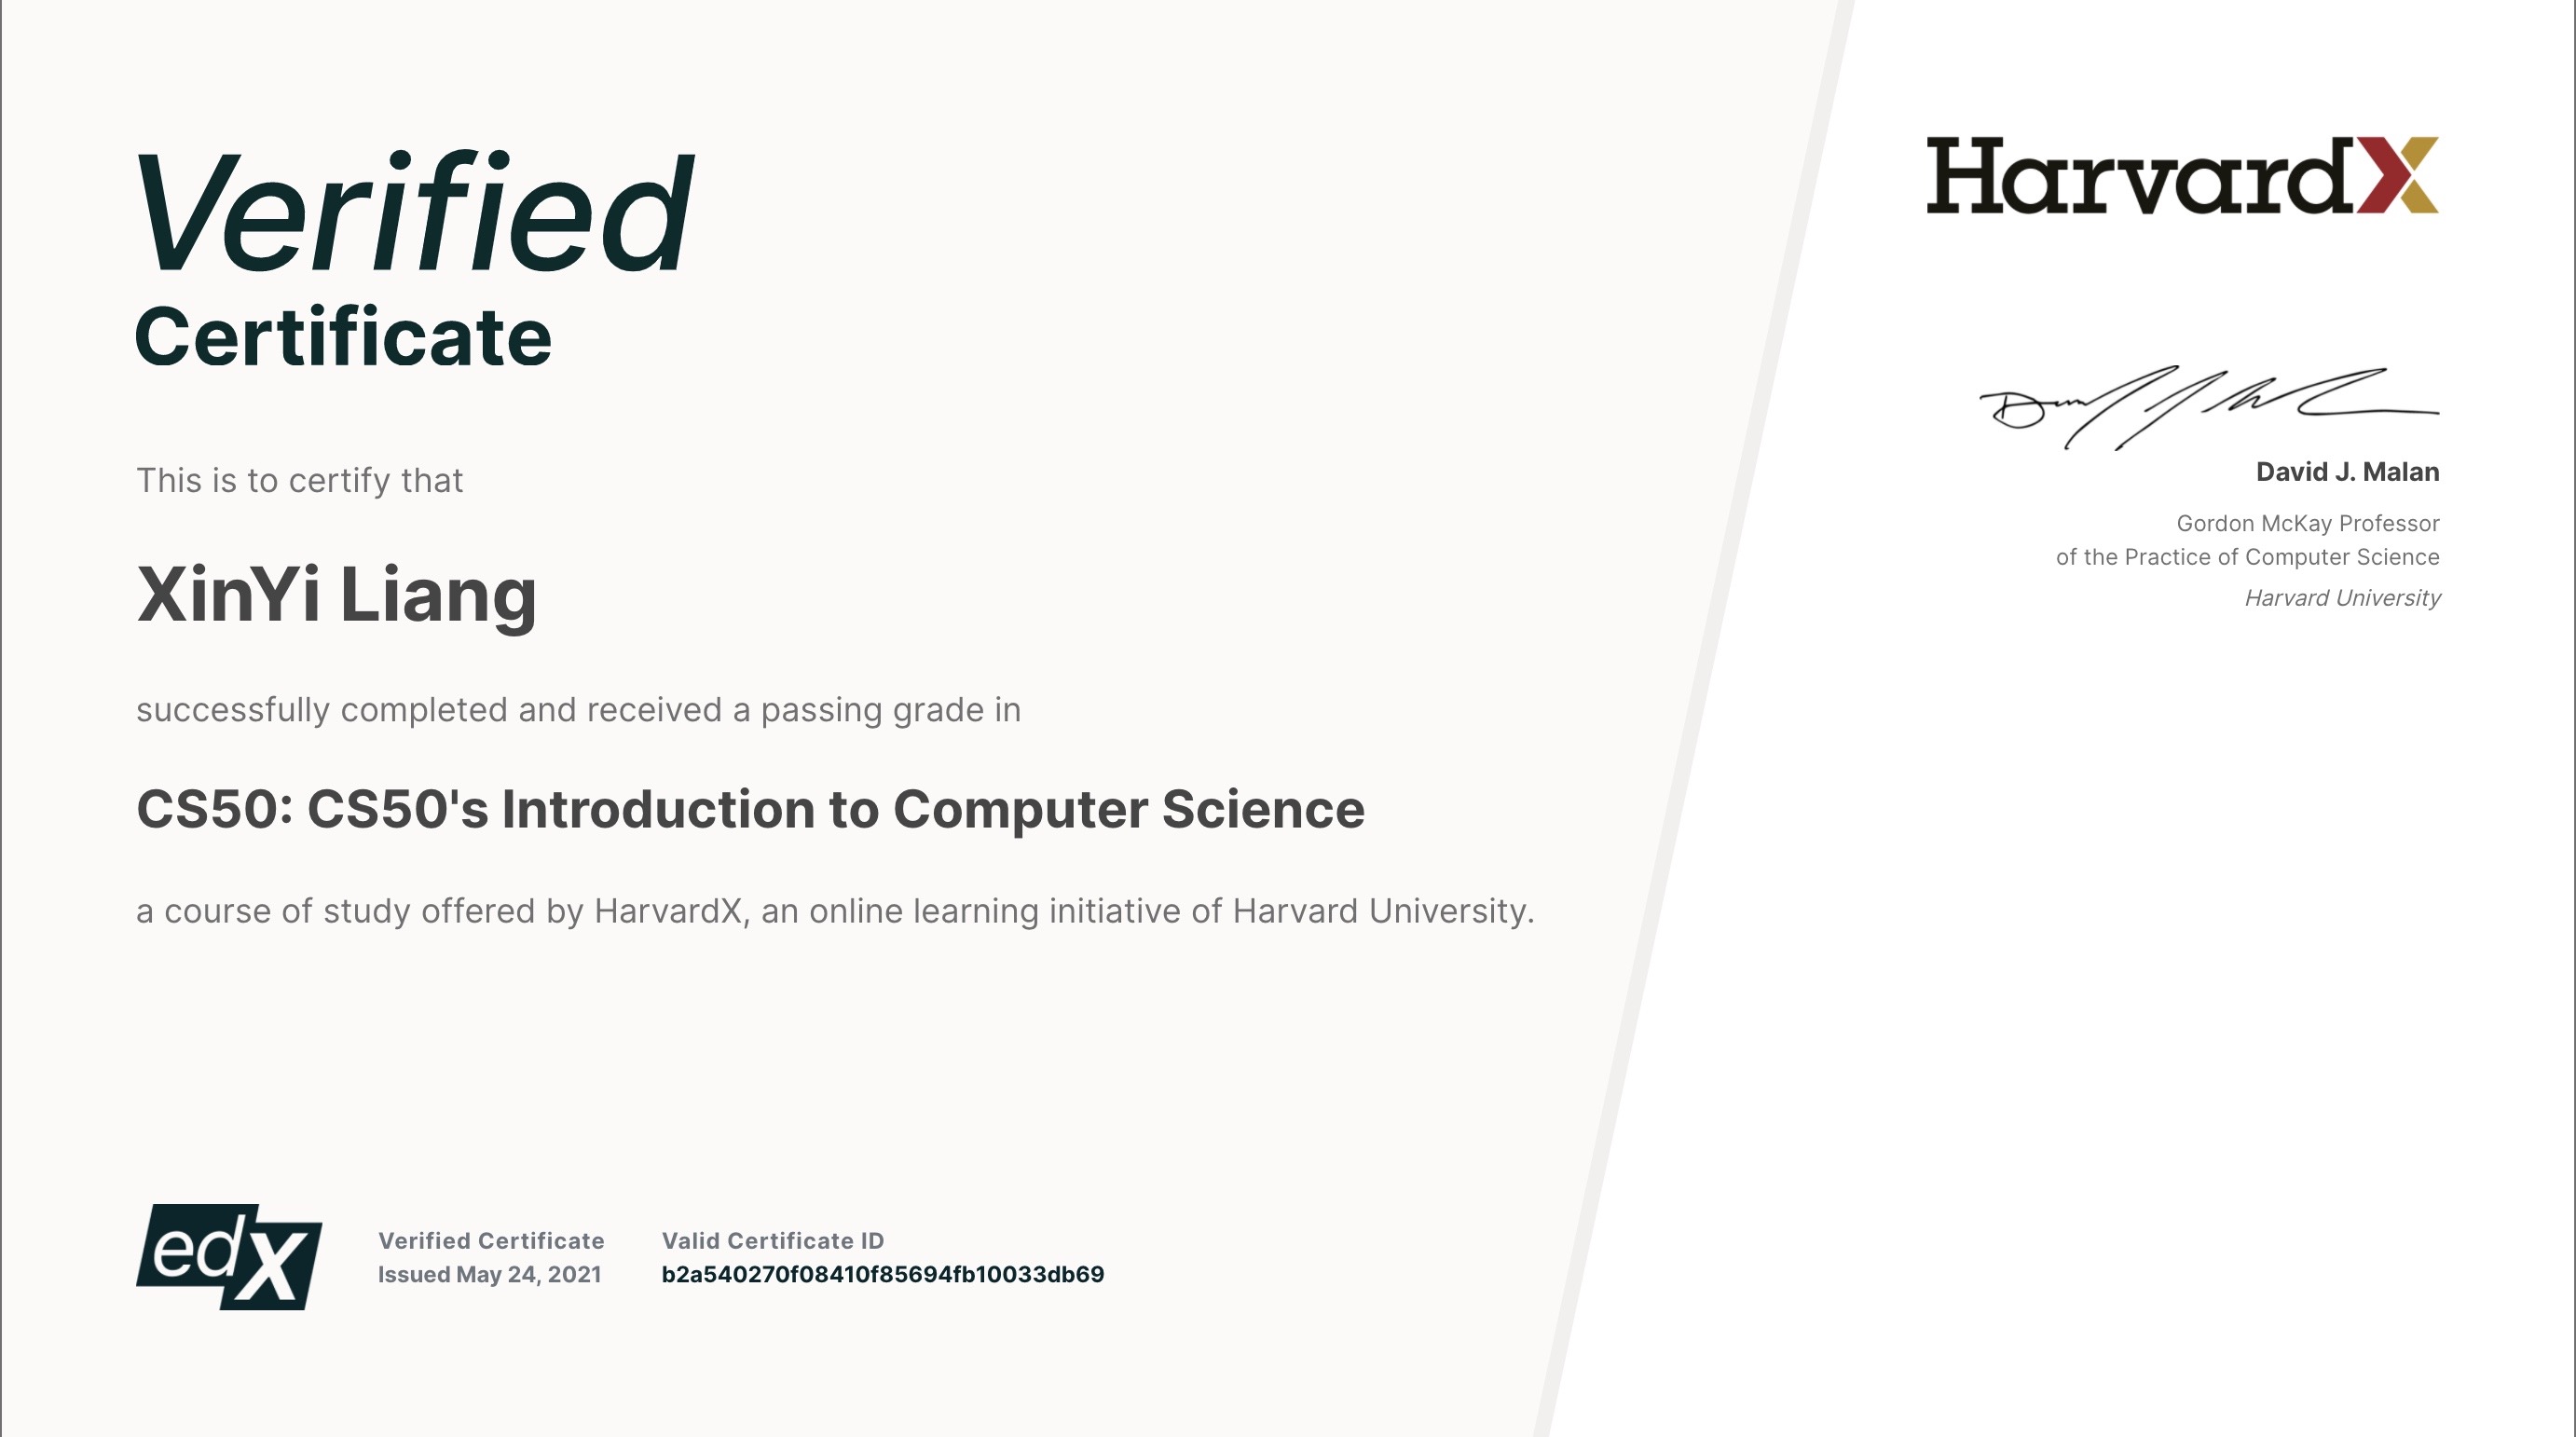 Verified
Certificate
This is to certify that
XinYi Liang
successfully completed and received a passing grade in
CS50: CS50's Introduction to Computer Science
a course of study offered by HarvardX, an online learning initiative of Harvard University.
edX
Verified Certificate
Issued May 24, 2021
Valid Certificate ID
b2a540270f08410f85694fb10033db69
HarvardX
David J. Malan
Gordon McKay Professor
of the Practice of Computer Science
Harvard University